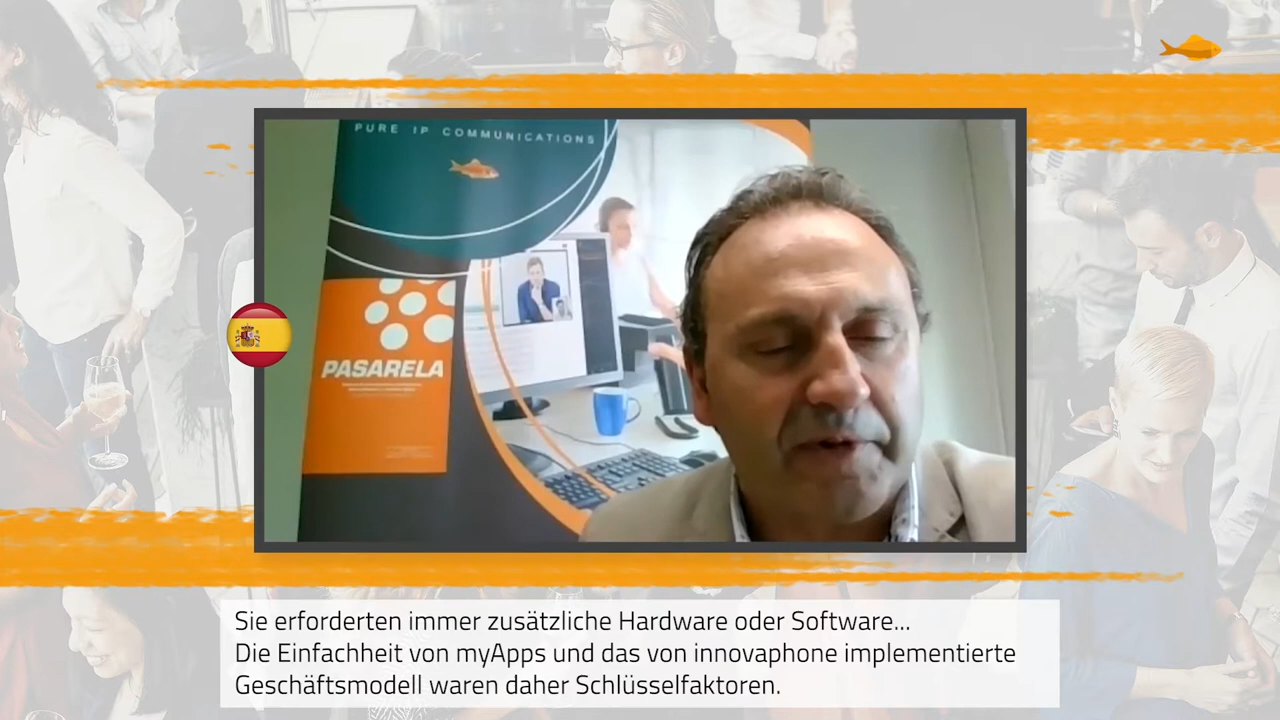 PURE IP COMMUNICATIONS
PASARELA
Sie erforderten immer zusätzliche Hardware oder Software...
Die Einfachheit von myApps und das von innovaphone implementierte
Geschäftsmodell waren daher Schlüsselfaktoren.